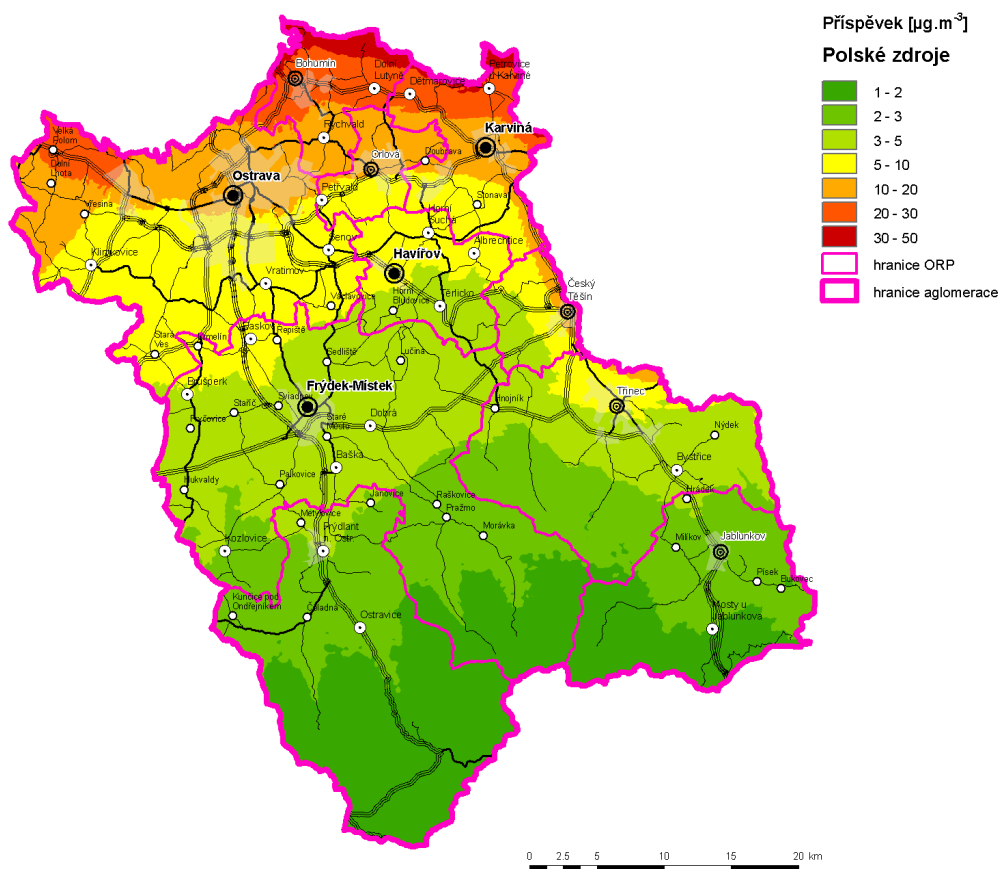 Příspěvek [µg.m-3]
Polské zdroje
1 - 2
2 - 3
3 - 5
5 - 10
10 - 20
20 - 30
30 - 50
hranice ORP
hranice aglomerace
Bohumín
Dolní
Lutyně
Dětmarovice
Petrovice
u Karviné
Rychvald
Karviná
Velká
Polom
Dolní
Lhota
Orlová
Doubrava
Ostrava
Petřvald
Stonava
Těsina
Horní
Suchá
Klimkovice
Šenov
Albrechtice
Havířov
Vratimov
Horní
Bludovice
Těrlicko
Český
Těšín
Václavovice
Stará
Ves
Paskov
Řepiště
Sedliště
Lučina
Brušperk
Frýdek-Místek
Třinec
Staříč
Sviadnov
Hnojník
Staré
Město
Dobrá
Nýdek
Baška
Bystřice
Hukvaldy
Palkovice
Janovice
Hrádek
Raškovice
Pražmo
Metylovice
Frýdlant
n. Ostr.
Morávka
Kozlovice
Milíkov
Jablunkov
Písek
Bukovec
Kunčice pod
Ondřejníkem
Čeladná
Ostravice
Mosty u
Jablunkova
0 2.5 5 10 15 20 km